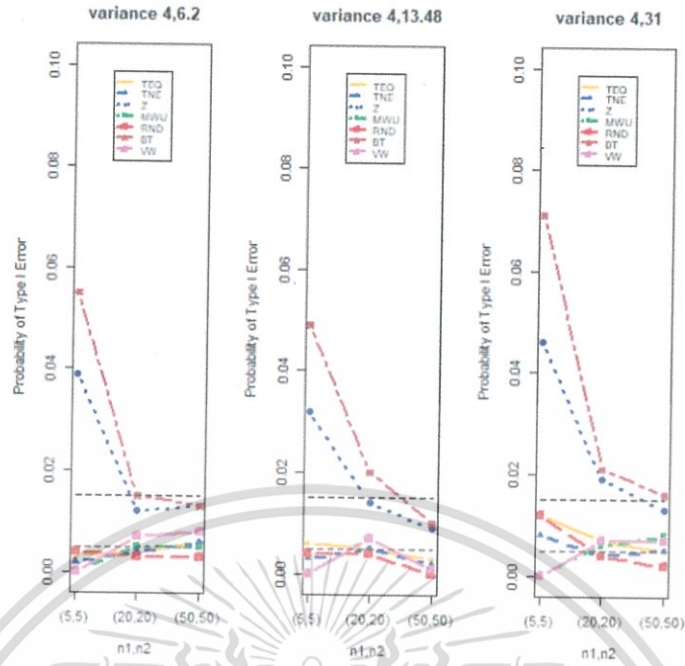 variance 4,6.2
Probability of Type I Error
0.10
0.08
0.06
0.04
0.02
0.00
TEQ
TNE
Z
MWU
RND
BT
VW
(5,5)
(20,20)
(50,50)
n1,n2
variance 4,13.48
Probability of Type I Error
0.10
0.08
0.06
0.04
0.02
0.00
TEQ
TNE
Z
MWU
RND
BT
VW
(5,5)
(20,20)
(50,50)
n1,n2
variance 4,31
Probability of Type I Error
0.10
0.08
0.06
0.04
0.02
0.00
TEQ
TNE
Z
MWU
RND
BT
VW
(5,5)
(20,20)
(50,50)
n1,n2